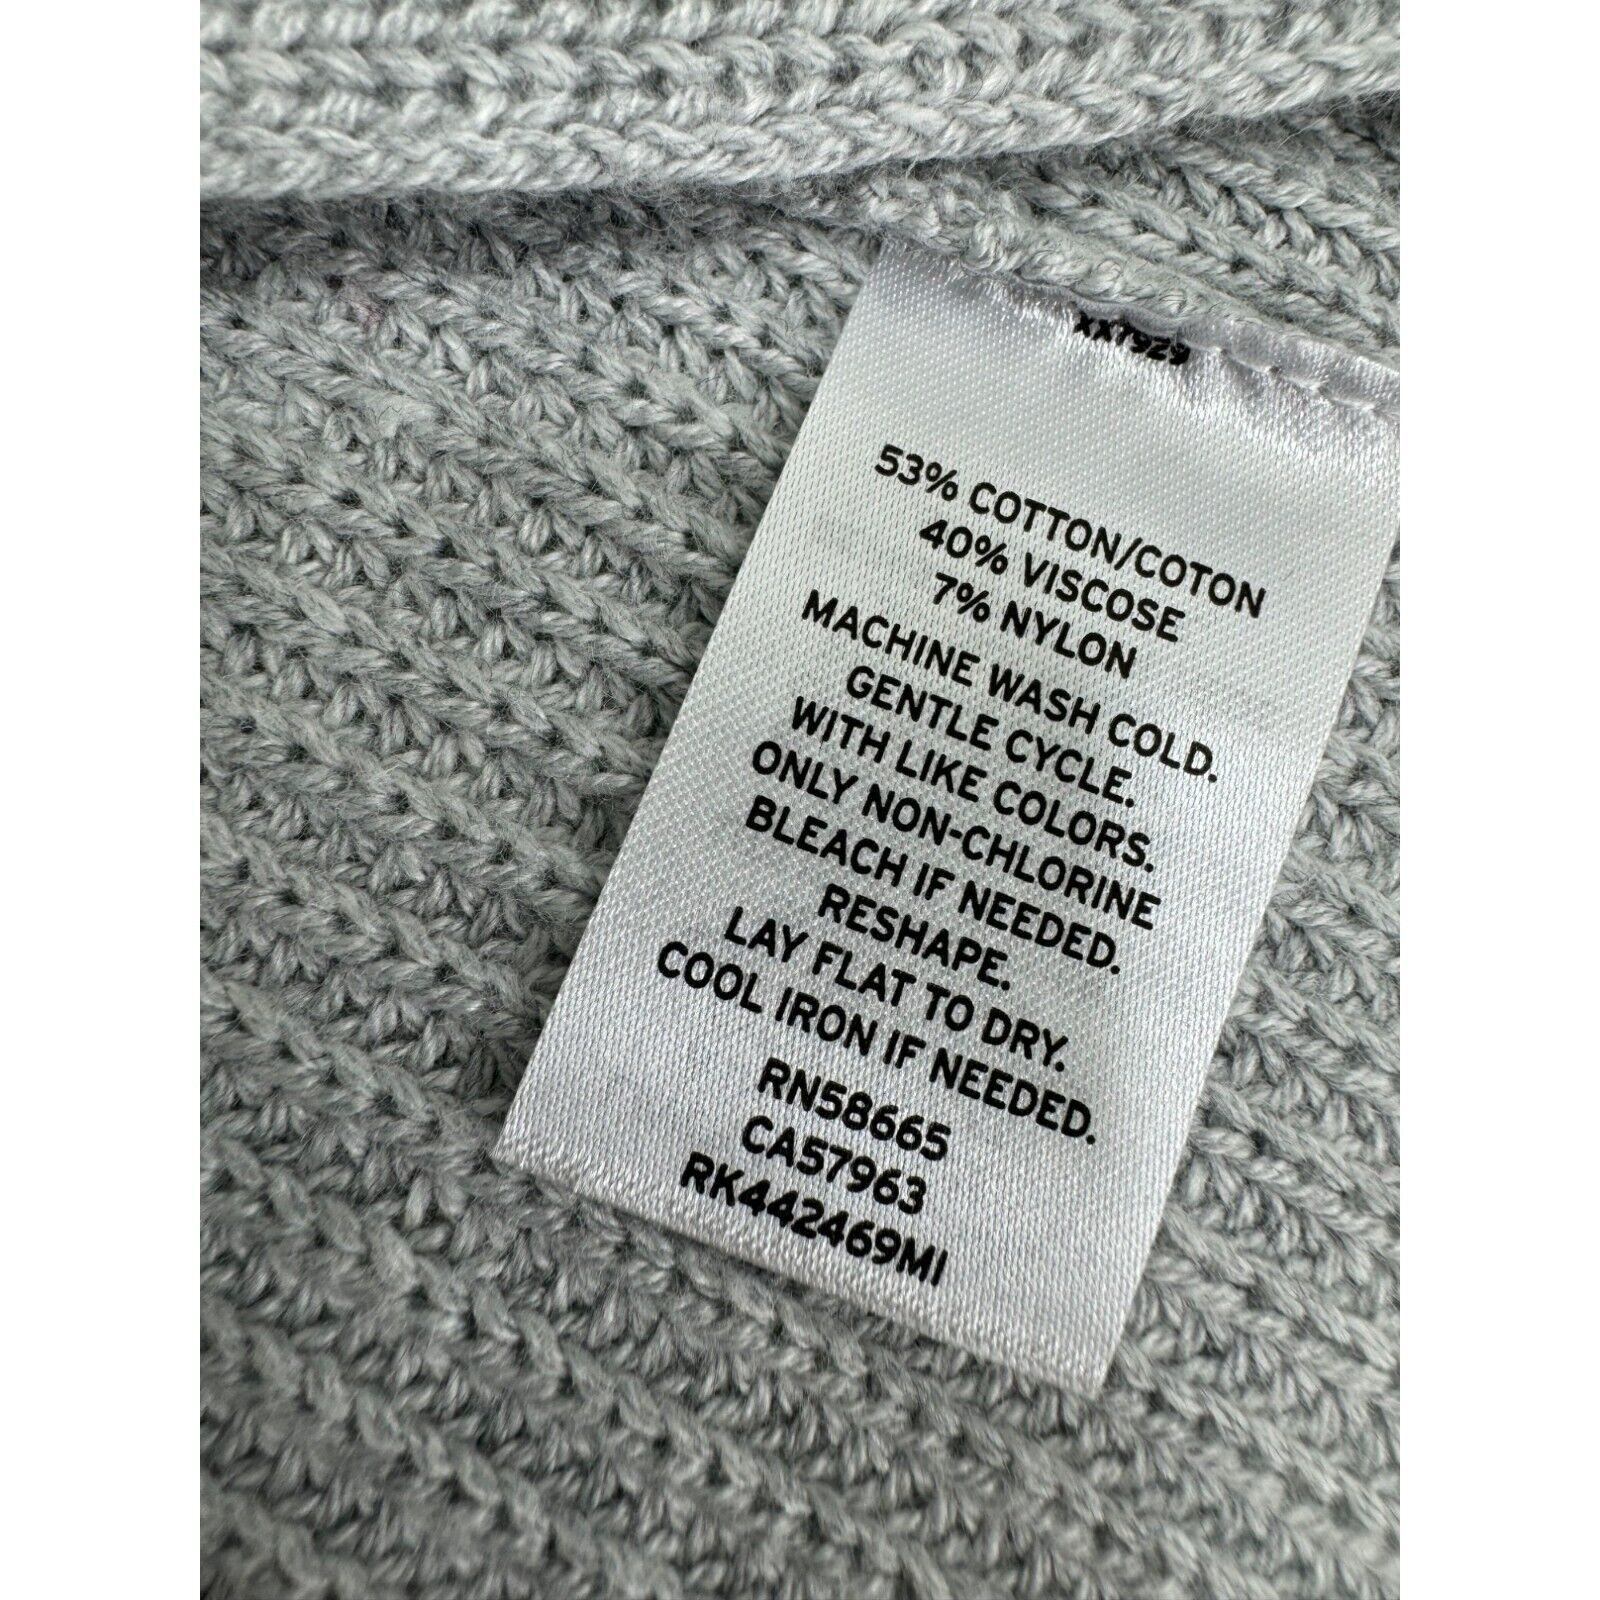 XX7929
53% COTTON/COTON
40% VISCOSE
7% NYLON
MACHINE WASH COLD.
GENTLE CYCLE.
WITH LIKE COLORS.
ONLY NON-CHLORINE
BLEACH IF NEEDED.
RESHAPE.
LAY FLAT TO DRY.
COOL IRON IF NEEDED.
RN58665
CA57963
RK442469MI